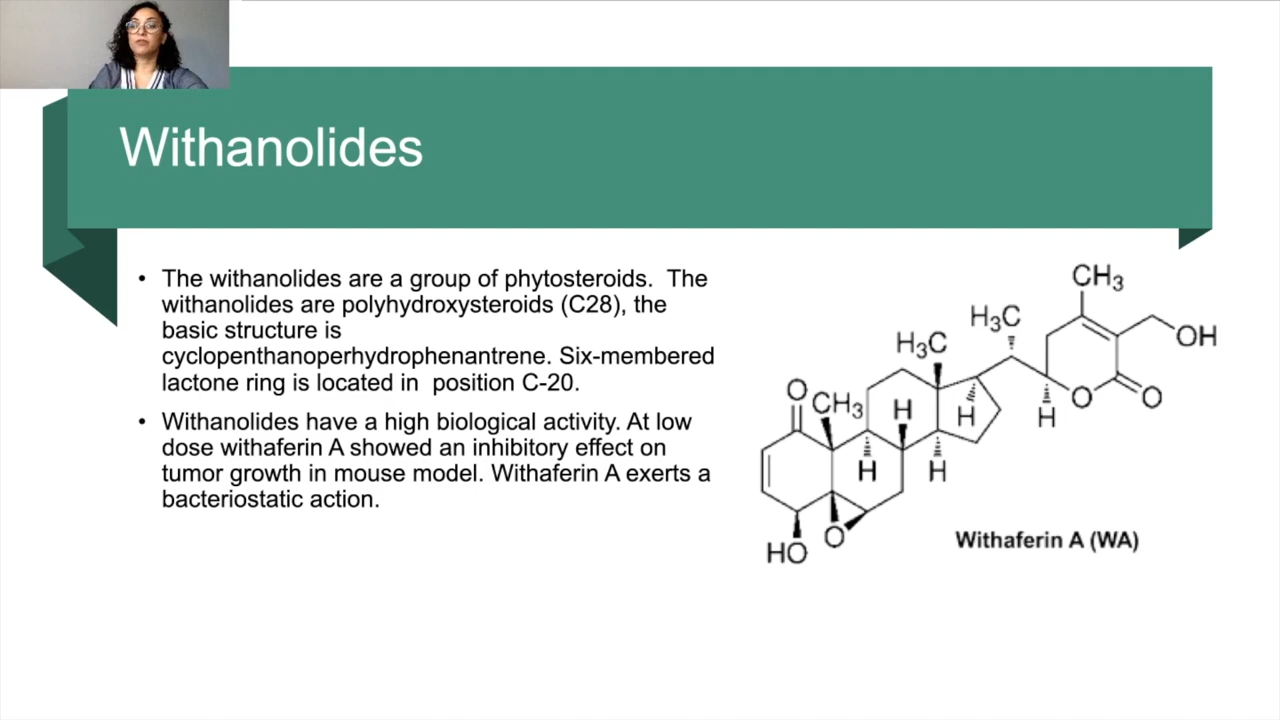 Withanolides
• The withanolides are a group of phytosteroids.  The
withanolides are polyhydroxysteroids (C28), the
basic structure is
cyclopenthanoperhydrophenantrene. Six-membered
lactone ring is located in  position C-20.
• Withanolides have a high biological activity. At low
dose withaferin A showed an inhibitory effect on
tumor growth in mouse model. Withaferin A exerts a
bacteriostatic action.
CH3
H3C
OH
H3C
O
CH3
H
H
H
O
O
H
H
HO
O
Withaferin A (WA)